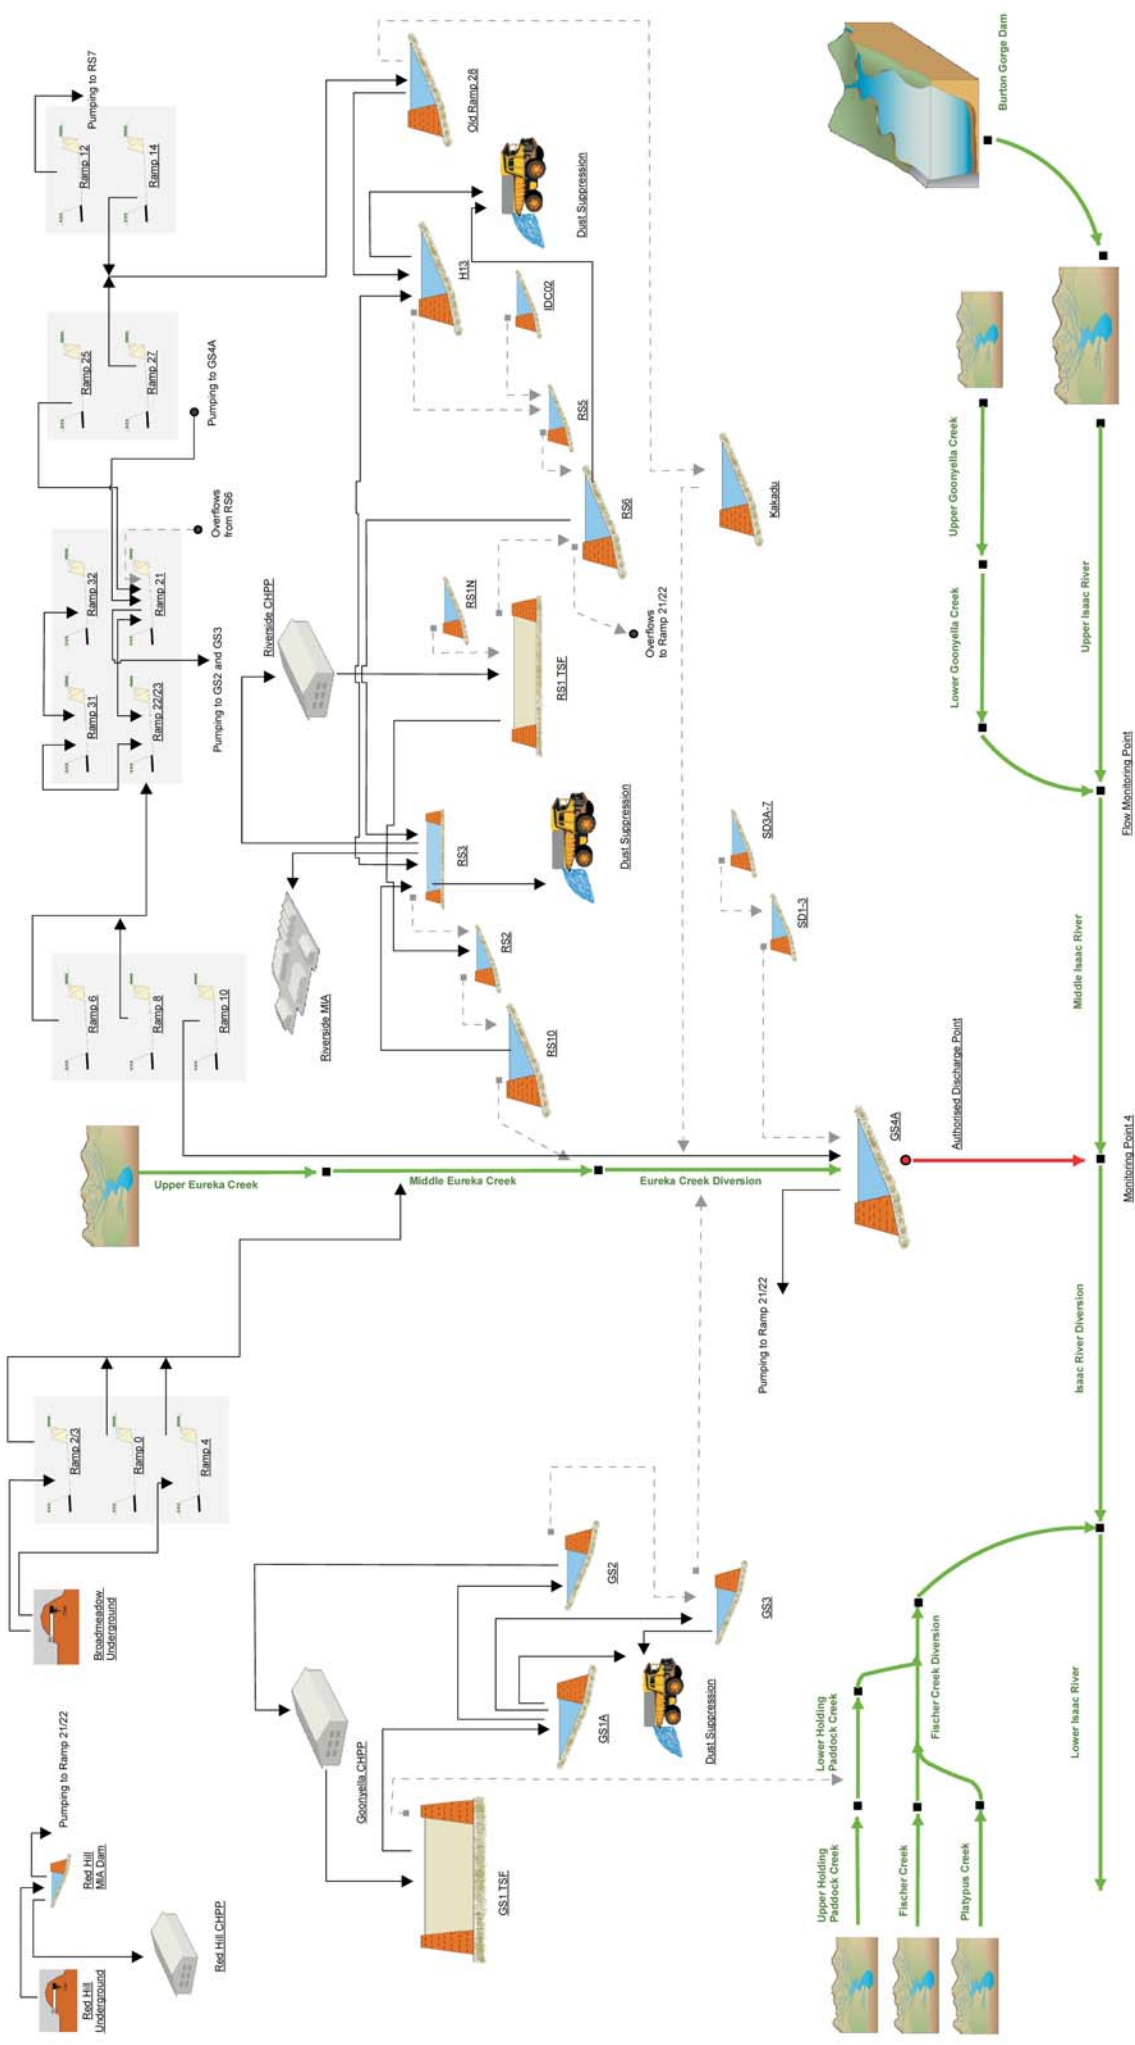 Red Hill
Underground
Red Hill
MIA Dam
Pumping to Ramp 21/22
Red Hill CHPP
Broadmeadow
Underground
Ramp 2/3
Ramp 0
Ramp 4
Upper Eureka Creek
Middle Eureka Creek
Eureka Creek Diversion
Ramp 6
Ramp 8
Ramp 10
Ramp 31
Ramp 32
Ramp 22/23
Ramp 21
Pumping to GS2 and GS3
Overflows
from RS6
Ramp 25
Ramp 27
Pumping to GS4A
Ramp 12
Ramp 14
Pumping to RS7
Goonyella CHPP
GS1 TSF
GS1A
GS2
GS3
Dust Suppression
Riverside MIA
Riverside CHPP
RS10
RS2
RS3
Dust Suppression
RS1 TSF
RS1N
RS6
Overflows
to Ramp 21/22
RS5
IDC02
H13
Old Ramp 28
Dust Suppression
Kakadu
SD1-3
SD3A-7
Pumping to Ramp 21/22
GS4A
Authorised Discharge Point
Upper Holding
Paddock Creek
Lower Holding
Paddock Creek
Fischer Creek
Fischer Creek Diversion
Platypus Creek
Lower Goonyella Creek
Upper Goonyella Creek
Burton Gorge Dam
Lower Isaac River
Isaac River Diversion
Middle Isaac River
Upper Isaac River
Monitoring Point 4
Flow Monitoring Point